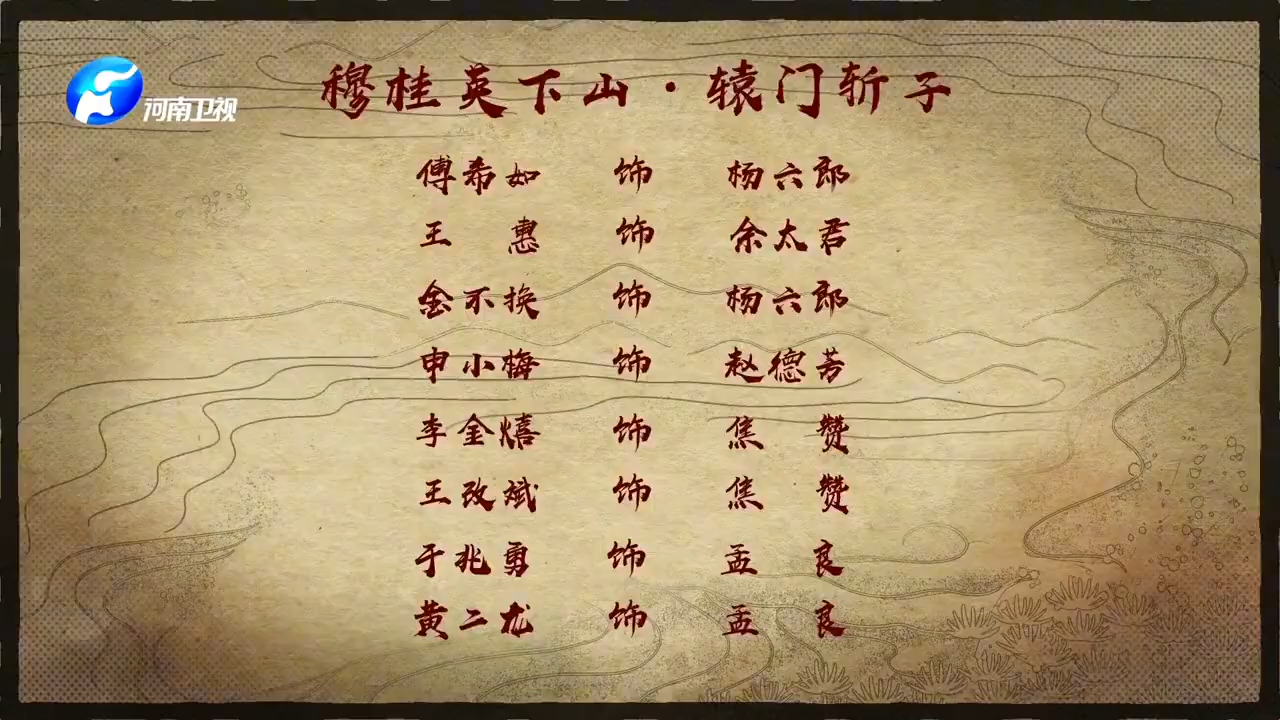 河南卫视
穆桂英下山·辕门斩子
傅希如 饰 杨六郎
王 惠 饰 余太君
金不换 饰 杨六郎
申小梅 饰 赵德芳
李金熺 饰 焦 赞
王改斌 饰 焦 赞
于兆勇 饰 孟 良
黄二龙 饰 孟 良